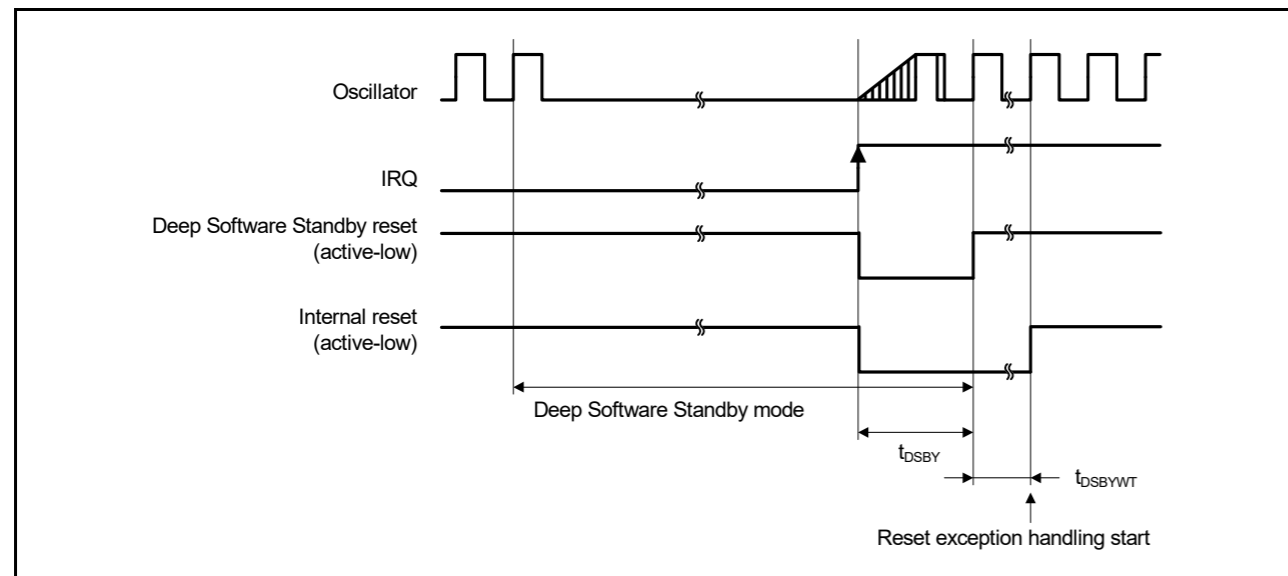 Oscillator
IRQ
Deep Software Standby reset
(active-low)
Internal reset
(active-low)
Deep Software Standby mode
tDSBY
tDSBYWT
Reset exception handling start